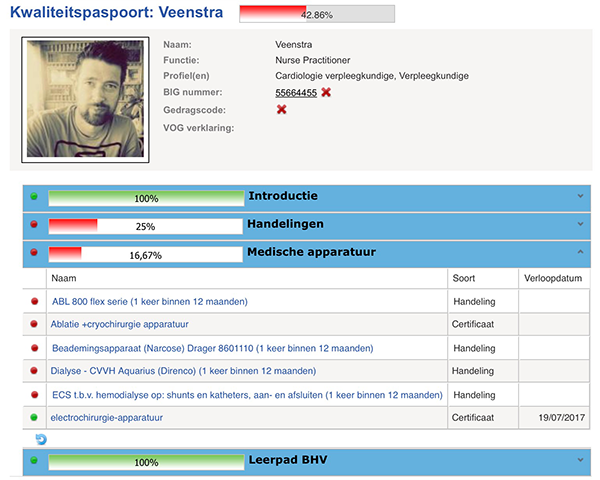 Kwaliteitspaspoort: Veenstra 42.86%
Naam: Veenstra
Functie: Nurse Practitioner
Profiel(en) Cardiologie verpleegkundige, Verpleegkundige
BIG nummer: 55664455
Gedragscode:
VOG verklaring:
100% Introductie
25% Handelingen
16,67% Medische apparatuur
Naam Soort Verloopdatum
ABL 800 flex serie (1 keer binnen 12 maanden) Handeling
Ablatie +cryochirurgie apparatuur Certificaat
Beademingsapparaat (Narcose) Drager 8601110 (1 keer binnen 12 maanden) Handeling
Dialyse - CVVH Aquarius (Direnco) (1 keer binnen 12 maanden) Handeling
ECS t.b.v. hemodialyse op: shunts en katheters, aan- en afsluiten (1 keer binnen 12 maanden) Handeling
electrochirurgie-apparatuur Certificaat 19/07/2017
100% Leerpad BHV